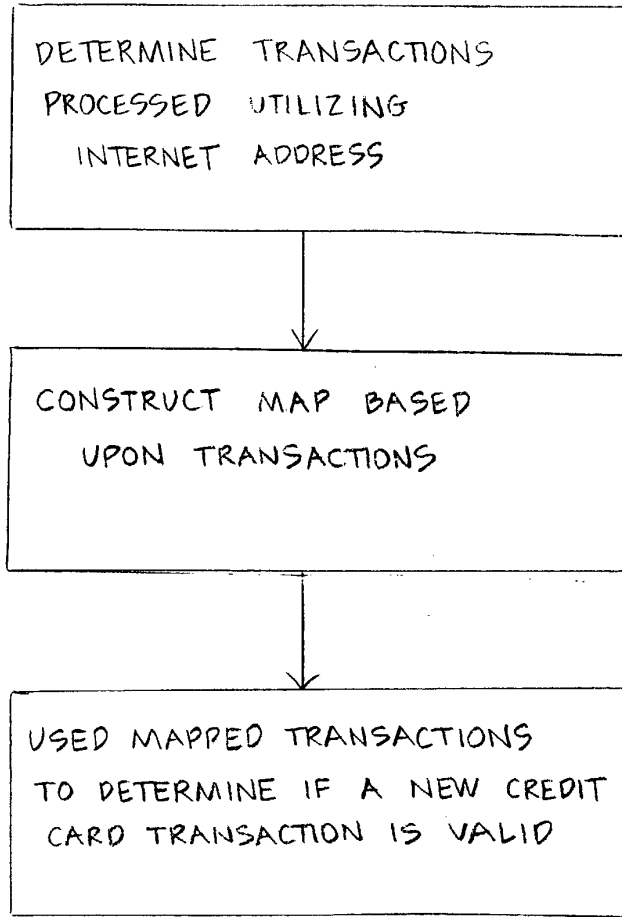 DETERMINE TRANSACTIONS
PROCESSED UTILIZING
INTERNET ADDRESS
CONSTRUCT MAP BASED
UPON TRANSACTIONS
USED MAPPED TRANSACTIONS
TO DETERMINE IF A NEW CREDIT
CARD TRANSACTION IS VALID